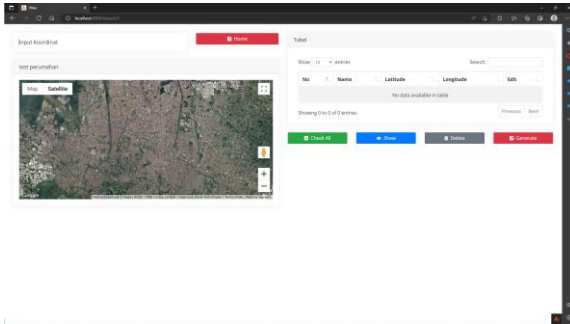 Map
localhost
Input Koordinat
Home
test perumahan
Map Satellite
Google
Tabel
Show 10 entries
Search:
No Nama Latitude Longitude Edit
No data available in table
Showing 0 to 0 of 0 entries
Previous Next
Check All
Show
Delete
Generate